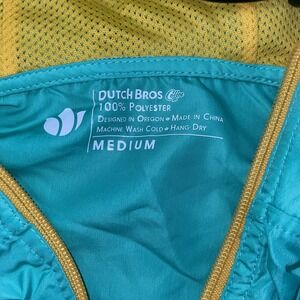 DUTCH BROS
100% POLYESTER
DESIGNED IN OREGON MADE IN CHINA
MACHINE WASH COLD HANG DRY
MEDIUM